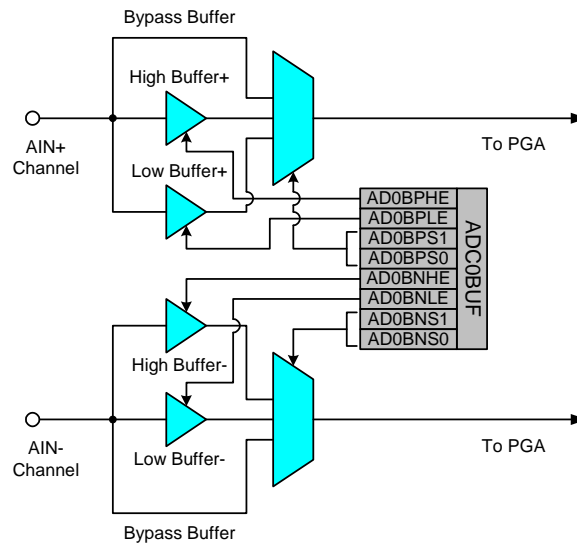 Bypass Buffer
High Buffer+
AIN+
Channel
Low Buffer+
To PGA
AD0BPHE
AD0BPLE
AD0BPS1
AD0BPS0
AD0BNHE
AD0BNLE
AD0BNS1
AD0BNS0
ADC0BUF
High Buffer-
AIN-
Channel
Low Buffer-
To PGA
Bypass Buffer